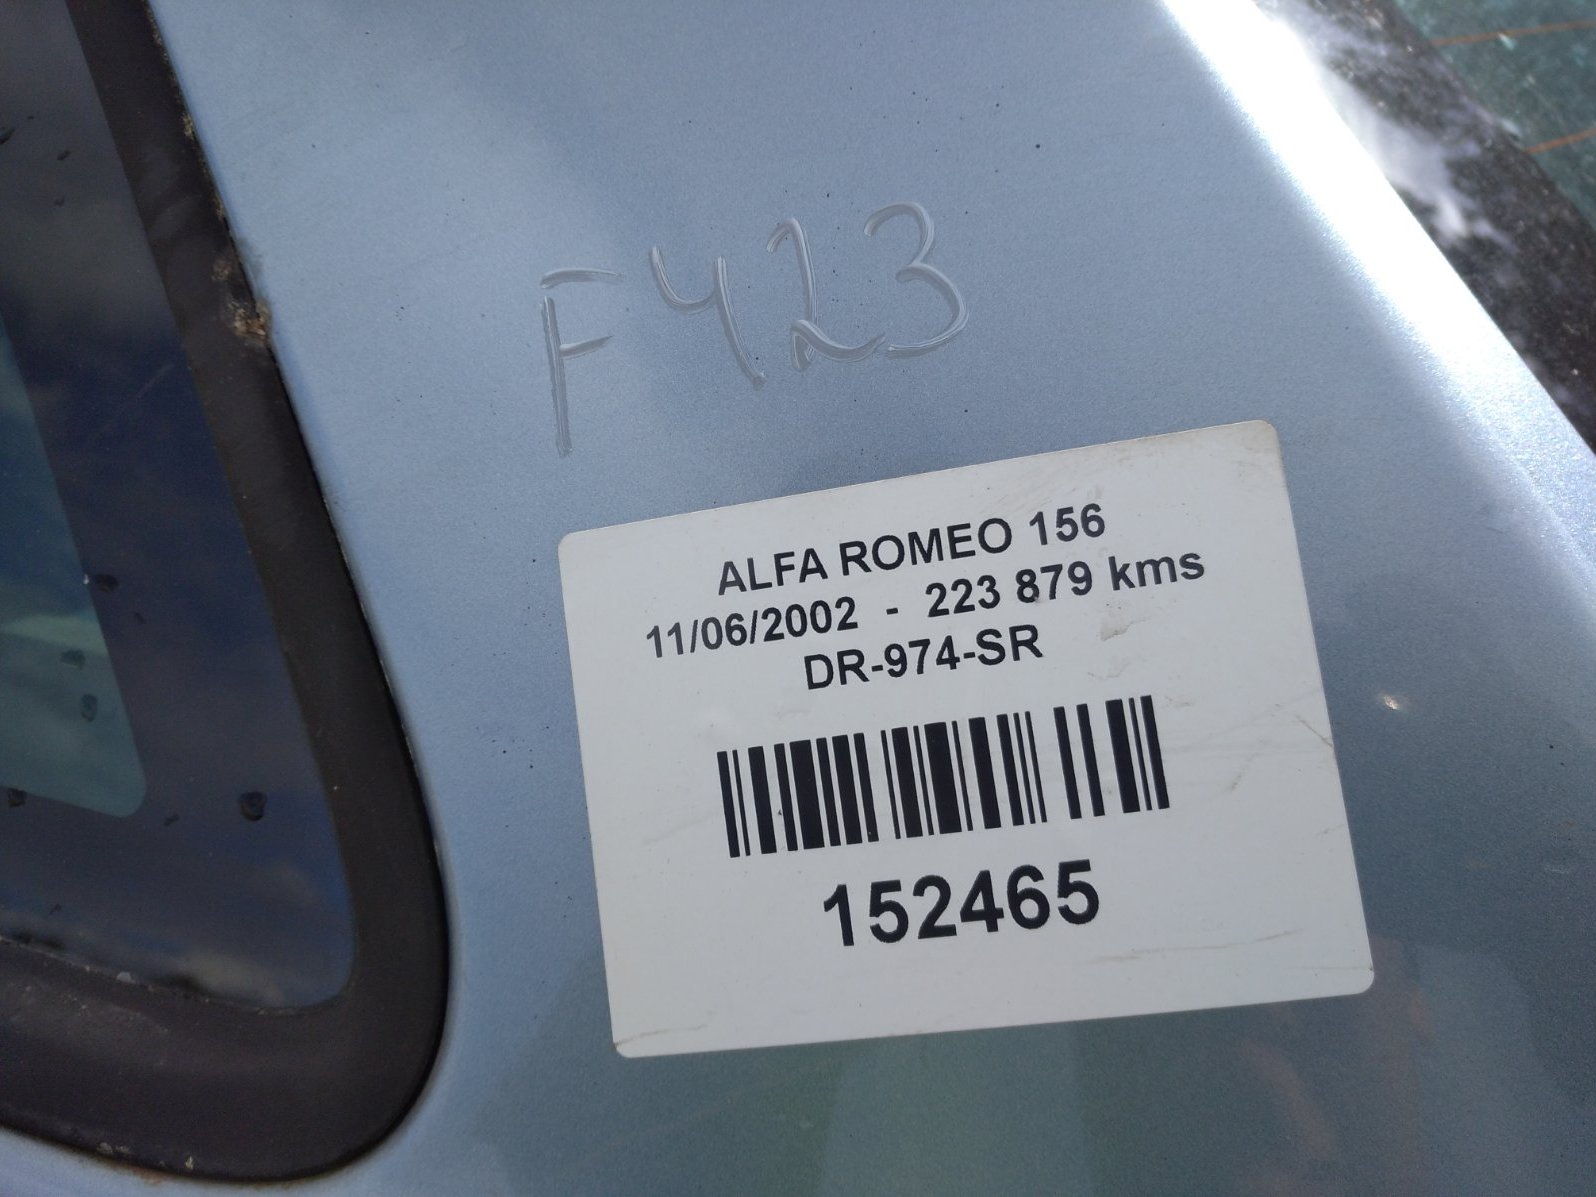 F423
ALFA ROMEO 156
11/06/2002 - 223 879 kms
DR-974-SR
152465